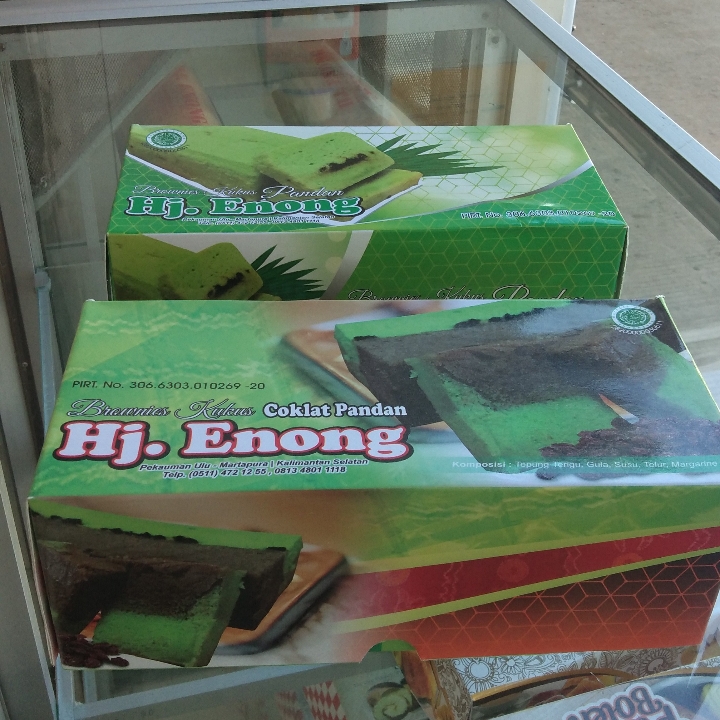 Brownies Kukus Pandan
Hj. Enong
PIRT. No. 306.6303.010269 -20
Brownies Kukus
PIRT. No. 306.6303.010269 -20
Brownies Kukus Coklat Pandan
Hj. Enong
Pekauman Ulu - Martapura | Kalimantan Selatan
Telp. (0511) 472 12 55 , 0813 4801 1118
Komposisi : Tepung Terigu, Gula, Susu, Telur, Margarine